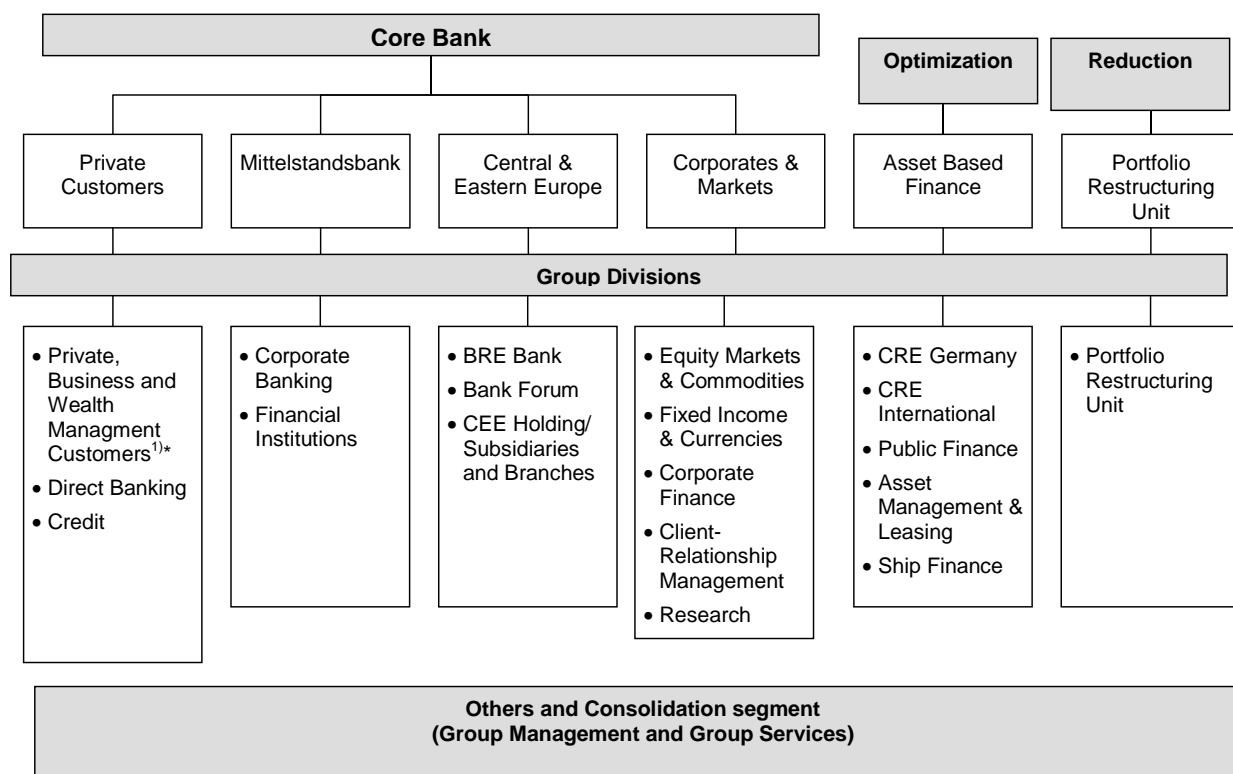 Core Bank
Optimization
Reduction
Private
Customers
Mittelstandsbank
Central &
Eastern Europe
Corporates &
Markets
Asset Based
Finance
Portfolio
Restructuring
Unit
Group Divisions
• Private,
Business and
Wealth
Managment
Customers1)*
• Direct Banking
• Credit
• Corporate
Banking
• Financial
Institutions
• BRE Bank
• Bank Forum
• CEE Holding/
Subsidiaries
and Branches
• Equity Markets
& Commodities
• Fixed Income
& Currencies
• Corporate
Finance
• Client-
Relationship
Management
• Research
• CRE Germany
• CRE
International
• Public Finance
• Asset
Management &
Leasing
• Ship Finance
• Portfolio
Restructuring
Unit
Others and Consolidation segment
(Group Management and Group Services)